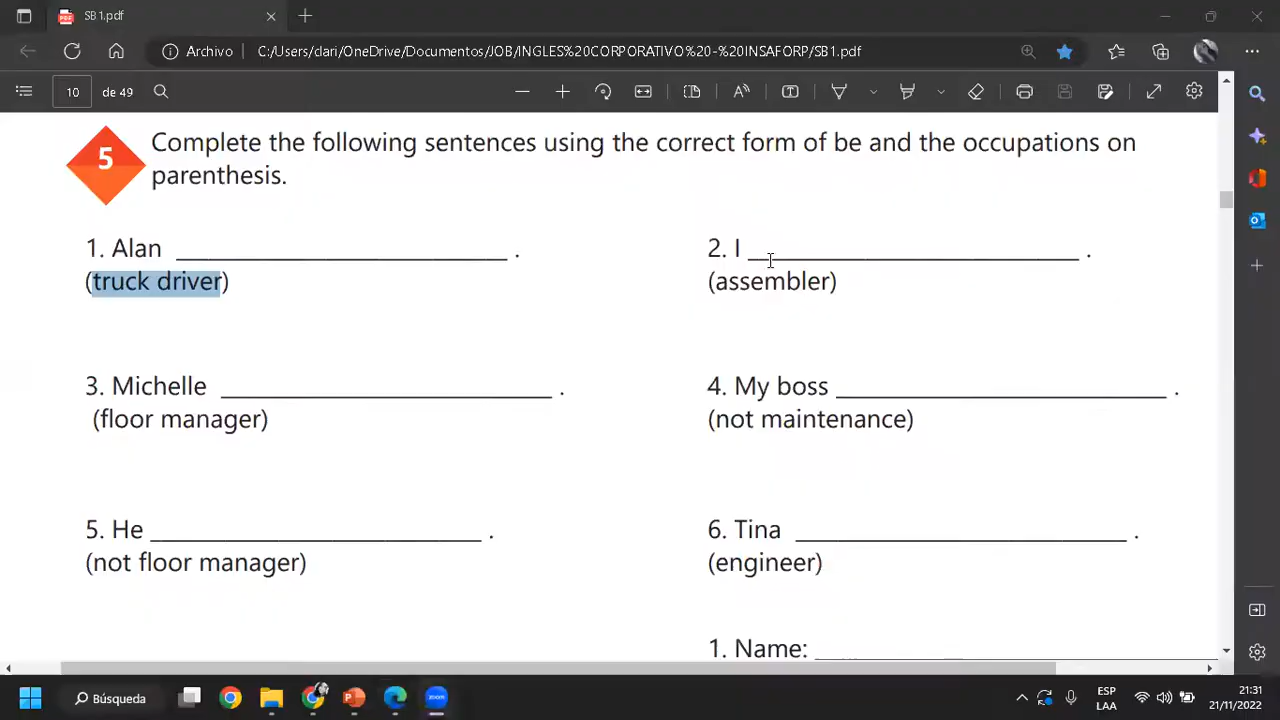 SB1.pdf
Archivo
C:/Users/clari/OneDrive/Documentos/JOB/INGLES%20CORPORATIVO%20-%20INSAFORP/SB1.pdf
10 de 49
5
Complete the following sentences using the correct form of be and the occupations on
parenthesis.
1. Alan ______________________________ .
(truck driver)
2. I ______________________________ .
(assembler)
3. Michelle ______________________________ .
(floor manager)
4. My boss ______________________________ .
(not maintenance)
5. He ______________________________ .
(not floor manager)
6. Tina ______________________________ .
(engineer)
1. Name: ______________________________
Búsqueda
zoom
ESP
LAA
21:31
21/11/2022